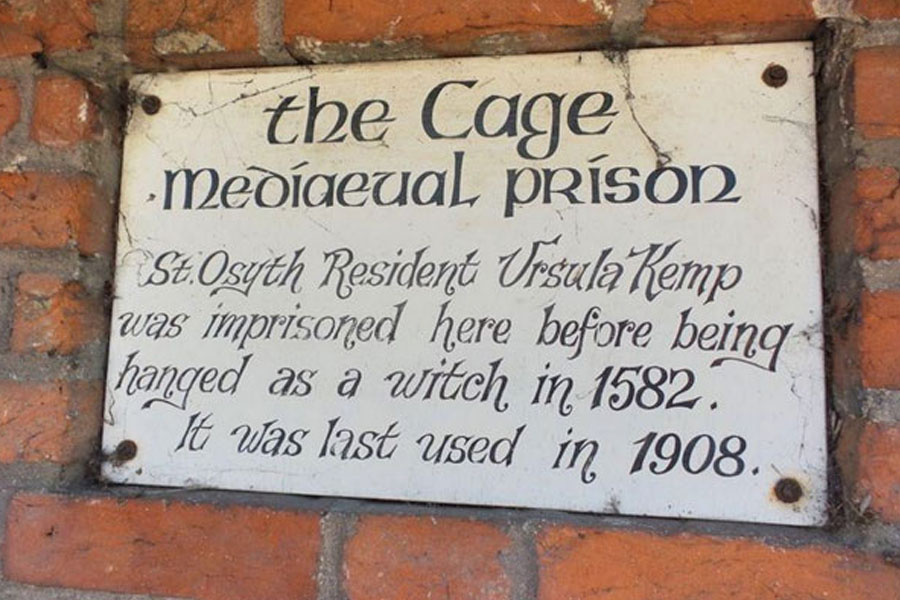 the Cage
mediaeval prison
St. Osyth Resident Ursula Kemp
was imprisoned here before being
hanged as a witch in 1582.
It was last used in 1908.